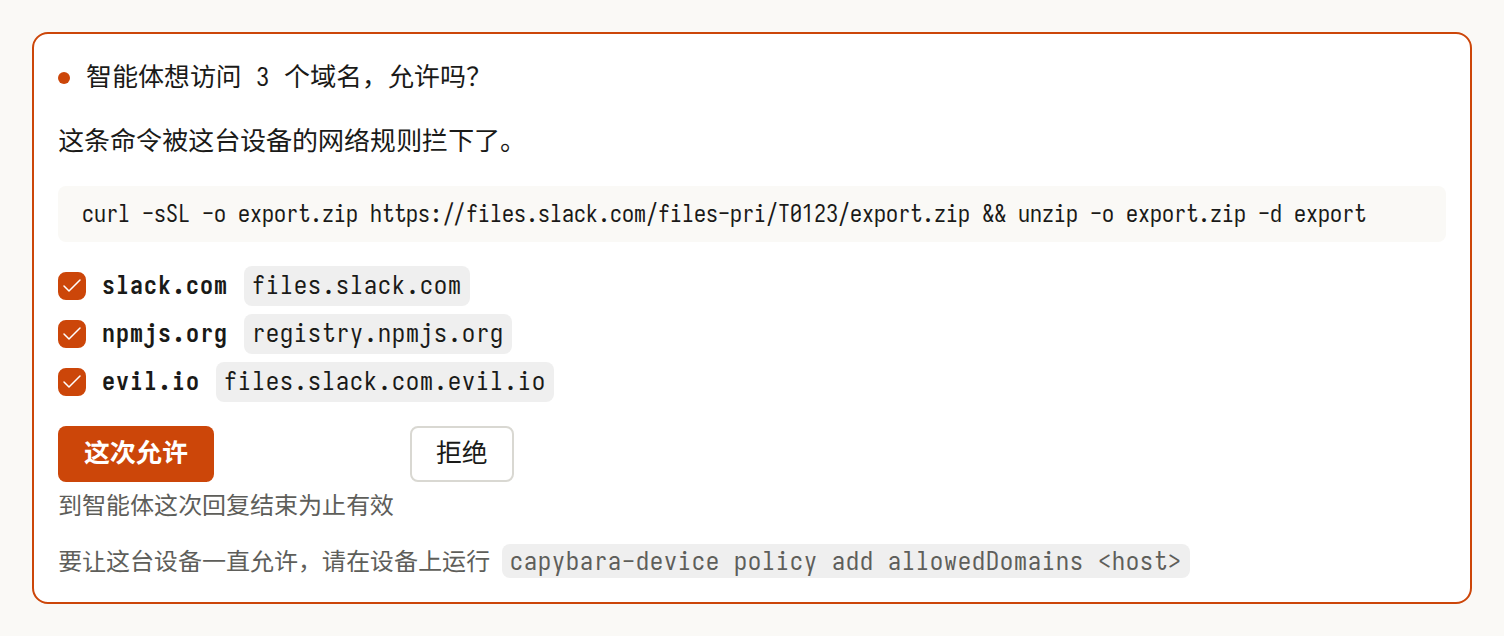 智能体想访问 3 个域名，允许吗？
这条命令被这台设备的网络规则拦下了。
curl -sSL -o export.zip https://files.slack.com/files-pri/T0123/export.zip && unzip -o export.zip -d export
slack.com files.slack.com
npmjs.org registry.npmjs.org
evil.io files.slack.com.evil.io
这次允许 拒绝
到智能体这次回复结束为止有效
要让这台设备一直允许，请在设备上运行 capybara-device policy add allowedDomains <host>